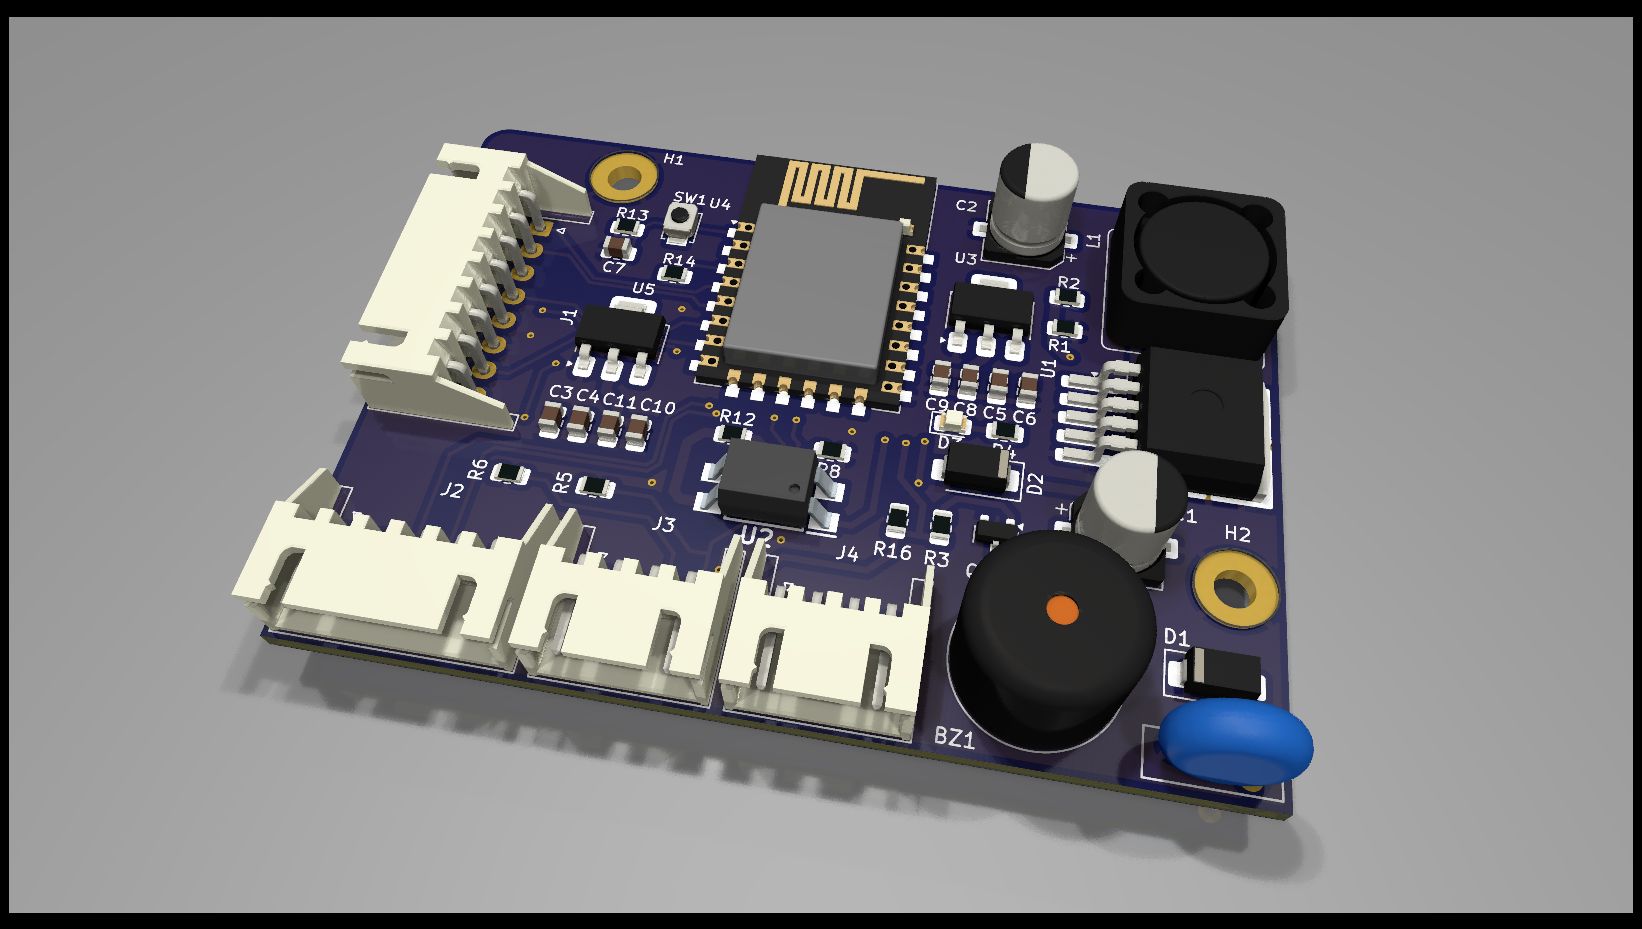 H1
SW1
U4
R13
C7
R14
U5
J1
C2
L1
+
U3
R2
R1
U1
C3
C4
C11
C10
C9
C8
C5
C6
R12
R8
+
D2
R6
R5
J2
J3
U2
J4
R16
R3
+
H2
D1
BZ1